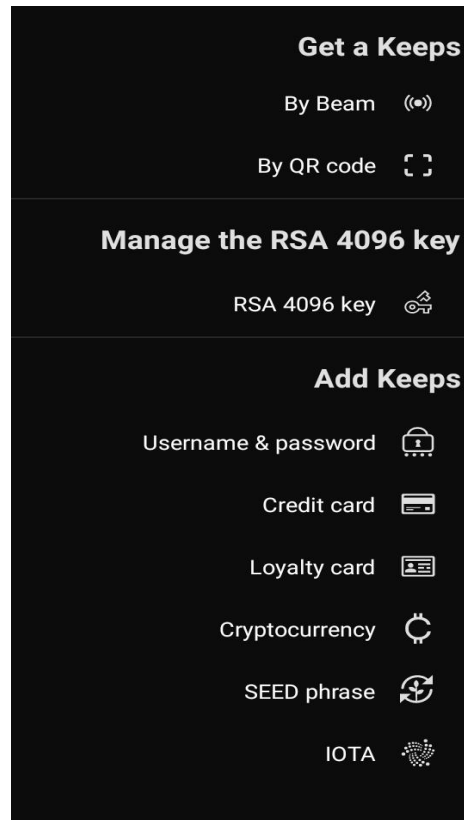 Get a Keeps
By Beam
By QR code
Manage the RSA 4096 key
RSA 4096 key
Add Keeps
Username & password
Credit card
Loyalty card
Cryptocurrency
SEED phrase
IOTA